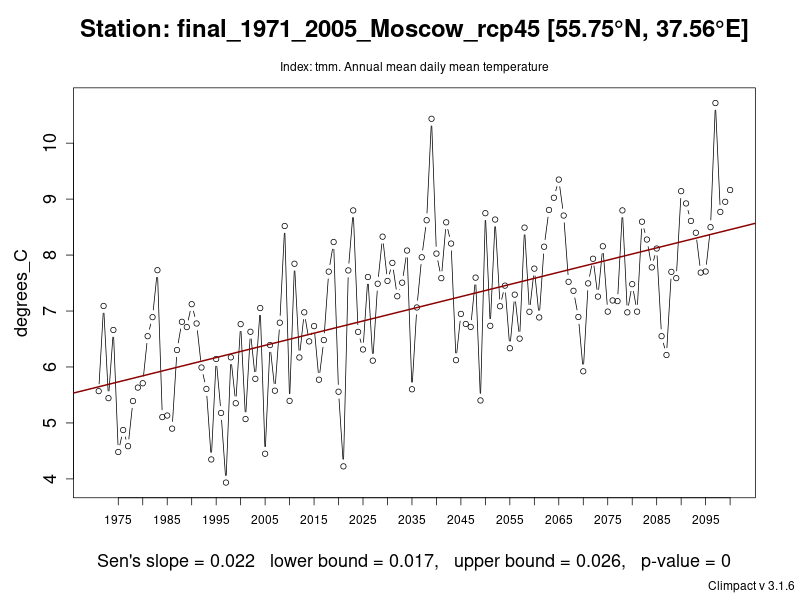 Station: final_1971_2005_Moscow_rcp45 [55.75°N, 37.56°E]
Index: tmm. Annual mean daily mean temperature
degrees_C
10
9
8
7
6
5
4
1975 1985 1995 2005 2015 2025 2035 2045 2055 2065 2075 2085 2095
Sen's slope = 0.022 lower bound = 0.017, upper bound = 0.026, p-value = 0
Climpact v 3.1.6